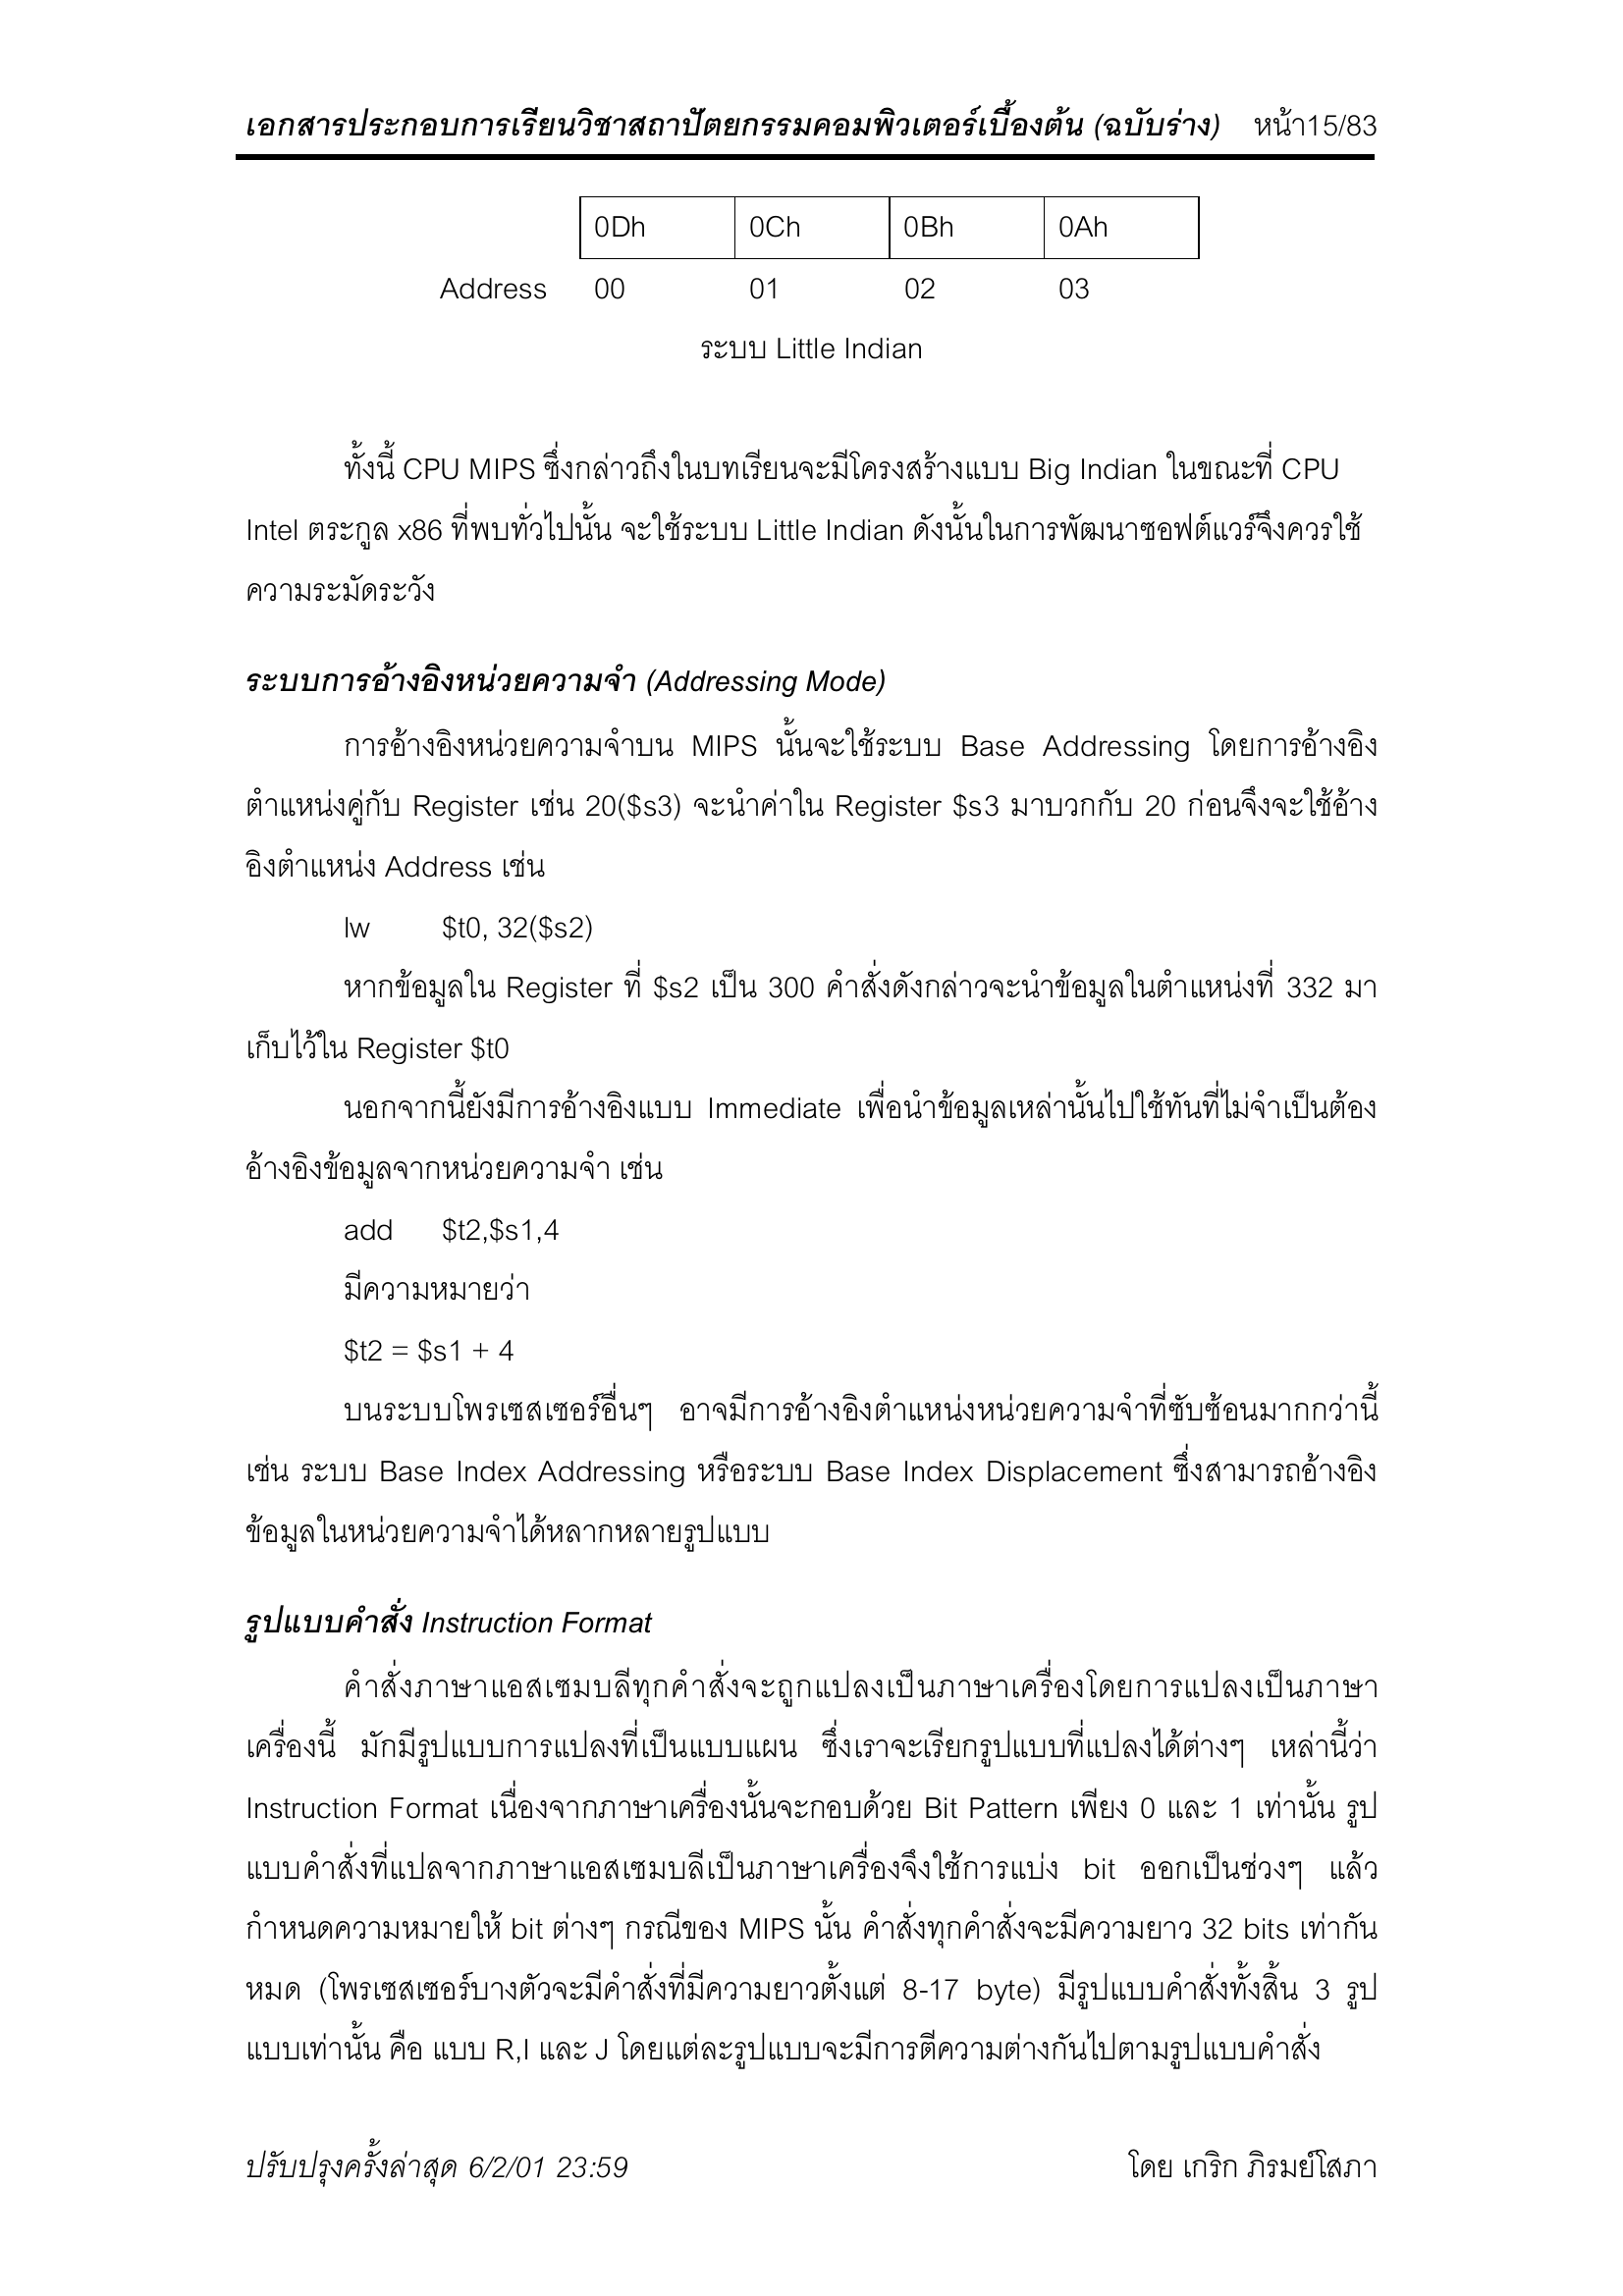 เอกสารประกอบการเรียนวิชาสถาปัตยกรรมคอมพิวเตอร์เบื้องต้น (ฉบับร่าง) หน้า15/83
0Dh 0Ch 0Bh 0Ah
Address 00 01 02 03
ระบบ Little Indian
ทั้งนี้ CPU MIPS ซึ่งกล่าวถึงในบทเรียนจะมีโครงสร้างแบบ Big Indian ในขณะที่ CPU
Intel ตระกูล x86 ที่พบทั่วไปนั้น จะใช้ระบบ Little Indian ดังนั้นในการพัฒนาซอฟต์แวร์จึงควรใช้
ความระมัดระวัง
ระบบการอ้างอิงหน่วยความจำ (Addressing Mode)
การอ้างอิงหน่วยความจำบน MIPS นั้นจะใช้ระบบ Base Addressing โดยการอ้างอิง
ตำแหน่งคู่กับ Register เช่น 20($s3) จะนำค่าใน Register $s3 มาบวกกับ 20 ก่อนจึงจะใช้อ้าง
อิงตำแหน่ง Address เช่น
lw $t0, 32($s2)
หากข้อมูลใน Register ที่ $s2 เป็น 300 คำสั่งดังกล่าวจะนำข้อมูลในตำแหน่งที่ 332 มา
เก็บไว้ใน Register $t0
นอกจากนี้ยังมีการอ้างอิงแบบ Immediate เพื่อนำข้อมูลเหล่านั้นไปใช้ทันที่ไม่จำเป็นต้อง
อ้างอิงข้อมูลจากหน่วยความจำ เช่น
add $t2,$s1,4
มีความหมายว่า
$t2 = $s1 + 4
บนระบบโพรเซสเซอร์อื่นๆ อาจมีการอ้างอิงตำแหน่งหน่วยความจำที่ซับซ้อนมากกว่านี้
เช่น ระบบ Base Index Addressing หรือระบบ Base Index Displacement ซึ่งสามารถอ้างอิง
ข้อมูลในหน่วยความจำได้หลากหลายรูปแบบ
รูปแบบคำสั่ง Instruction Format
คำสั่งภาษาแอสเซมบลีทุกคำสั่งจะถูกแปลงเป็นภาษาเครื่องโดยการแปลงเป็นภาษา
เครื่องนี้ มักมีรูปแบบการแปลงที่เป็นแบบแผน ซึ่งเราจะเรียกรูปแบบที่แปลงได้ต่างๆ เหล่านี้ว่า
Instruction Format เนื่องจากภาษาเครื่องนั้นจะกอบด้วย Bit Pattern เพียง 0 และ 1 เท่านั้น รูป
แบบคำสั่งที่แปลจากภาษาแอสเซมบลีเป็นภาษาเครื่องจึงใช้การแบ่ง bit ออกเป็นช่วงๆ แล้ว
กำหนดความหมายให้ bit ต่างๆ กรณีของ MIPS นั้น คำสั่งทุกคำสั่งจะมีความยาว 32 bits เท่ากัน
หมด (โพรเซสเซอร์บางตัวจะมีคำสั่งที่มีความยาวตั้งแต่ 8-17 byte) มีรูปแบบคำสั่งทั้งสิ้น 3 รูป
แบบเท่านั้น คือ แบบ R,I และ J โดยแต่ละรูปแบบจะมีการตีความต่างกันไปตามรูปแบบคำสั่ง
ปรับปรุงครั้งล่าสุด 6/2/01 23:59 โดย เกริก ภิรมย์โสภา